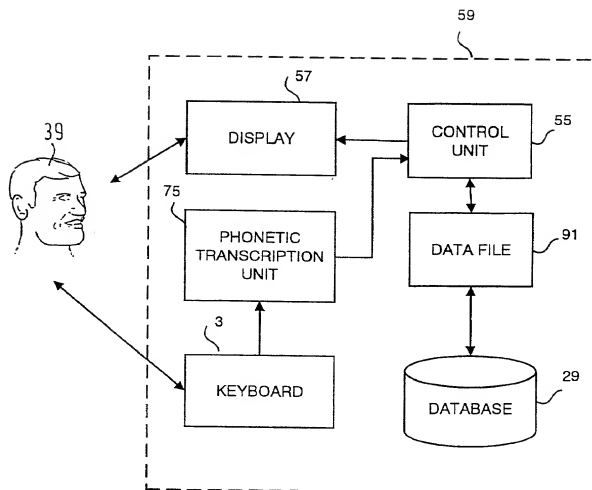 59
57
DISPLAY
CONTROL
UNIT
55
39
75
PHONETIC
TRANSCRIPTION
UNIT
DATA FILE
91
3
KEYBOARD
DATABASE
29